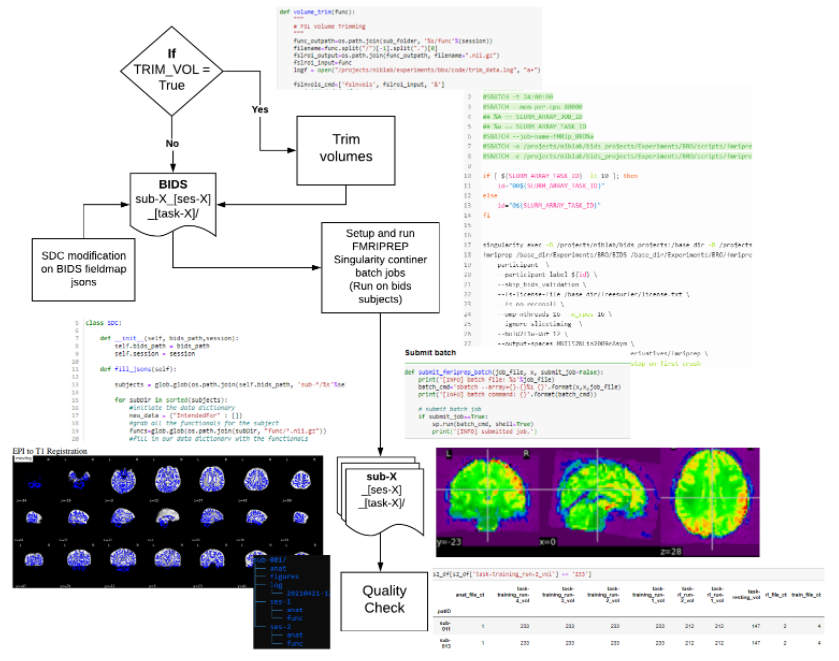 def volume_trim(func):
"""
# FSL Volume Trimming
"""
func_outpath=os.path.join(sub_folder, '%s/func'%(session))
filename=func.split("/")[-1].split(".")[0]
fslroi_output=os.path.join(func_outpath, filename+".nii.gz")
fslroi_input=func
logf = open("/projects/niblab/experiments/bbs/code/trim_data.log", "a+")
fslnvols_cmd=['fslnvols', fslroi_input, '&']
If
TRIM_VOL =
True
Yes
No
Trim
volumes
BIDS
sub-X_[ses-X]
_[task-X]/
SDC modification
on BIDS fieldmap
jsons
Setup and run
FMRIPREP
Singularity continer
batch jobs
(Run on bids
subjects)
2 #SBATCH -t 24:00:00
3 #SBATCH --mem-per-cpu 80000
4 ## %A == SLURM_ARRAY_JOB_ID
5 ## %a == SLURM_ARRAY_TASK_ID
6 #SBATCH --job-name=fMRIp_BRO%a
7 #SBATCH -o /projects/niblab/bids_projects/Experiments/BRO/scripts/fmripre
8 #SBATCH -e /projects/niblab/bids_projects/Experiments/BRO/scripts/fmripre
9
10 if [ ${SLURM_ARRAY_TASK_ID} -lt 10 ]; then
11 id="00${SLURM_ARRAY_TASK_ID}"
12 else
13 id="0${SLURM_ARRAY_TASK_ID}"
14 fi
15
16
17 singularity exec -B /projects/niblab/bids_projects:/base_dir -B /projects
18 fmriprep /base_dir/Experiments/BRO/BIDS /base_dir/Experiments/BRO/fmripre
19 participant \
20 --participant_label ${id} \
21 --skip_bids_validation \
22 --fs-license-file /base_dir/freesurfer/license.txt \
23 --fs-no-reconall \
24 --omp-nthreads 16 --n_cpus 16 \
25 --ignore slicetiming \
26 --bold2t1w-dof 12 \
27 --output-spaces MNI152NLin2009cAsym \
erivatives/fmriprep \
stop on first crash
5 class SDC:
6
7 def __init__(self, bids_path,session):
8 self.bids_path = bids_path
9 self.session = session
10
11 def fill_jsons(self):
12
13 subjects = glob.glob(os.path.join(self.bids_path, 'sub-*/%s'%se
14
15 for subDir in sorted(subjects):
16 #initiate the data dictionary
17 new_data = {"IntendedFor" : []}
18 #grab all the functionals for the subject
19 funcs=glob.glob(os.path.join(subDir, "func/*.nii.gz"))
20 #fill in our data dictionary with the functionals
Submit batch
def submit_fmriprep_batch(job_file, x, submit_job=False):
print('[INFO] batch file: %s'%job_file)
batch_cmd='sbatch --array={}-{}%1 {}'.format(x,x,job_file)
print('[INFO] batch command: {}'.format(batch_cmd))
# submit batch job
if submit_job==True:
sp.run(batch_cmd, shell=True)
print('[INFO] submitted job.')
EPI to T1 Registration
moving
sub-X
_[ses-X]
_[task-X]/
Quality
Check
L R
y=-23 x=0 z=28
sub-001/
anat
figures
log
20210421-1
ses-1
anat
func
ses-2
anat
func
s2_df[s2_df['task-training_run-2_vol'] == '233']
anat_file_ct task-training_run-2_vol task-training_run-4_vol task-training_run-1_vol task-rl_run-2_vol task-rl_run-1_vol task-resting_vol rl_file_ct train_file_ct
patID
sub-011 1 233 233 233 233 212 212 147 2 4
sub-013 1 233 233 233 233 212 212 147 2 4